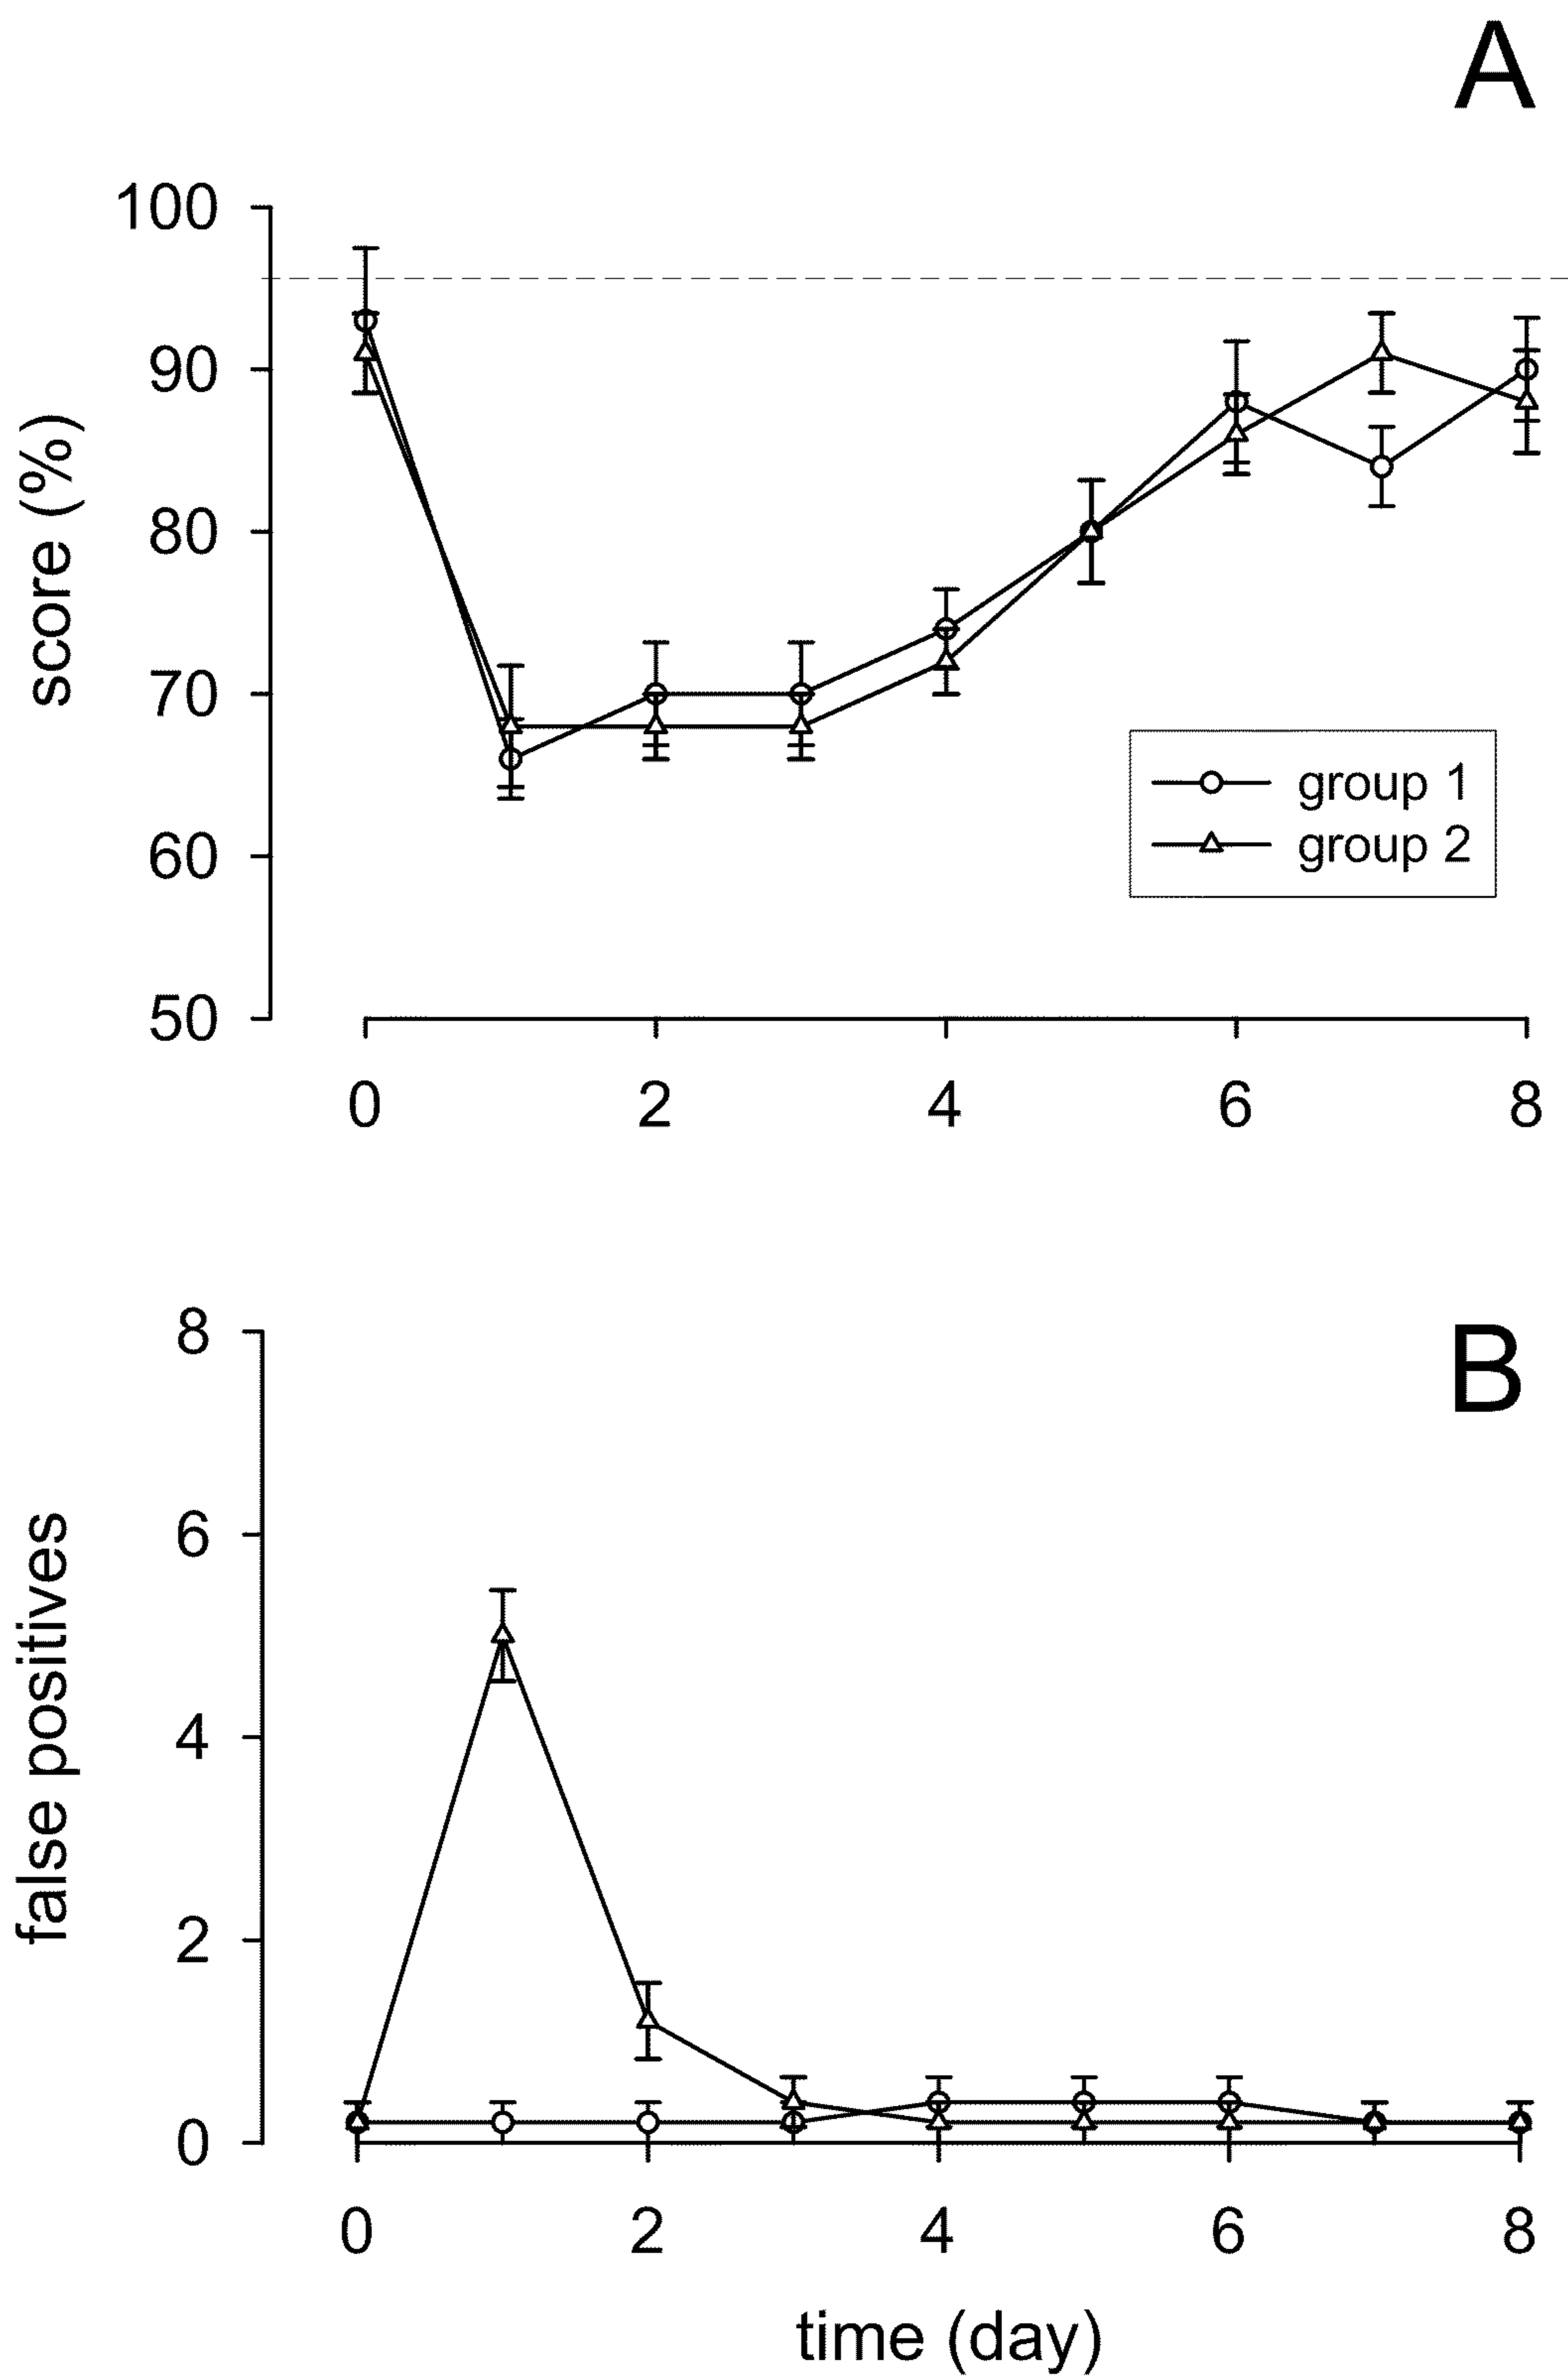 A
100
90
80
70
60
50
score (%)
group 1
group 2
0 2 4 6 8
B
8
6
4
2
0
false positives
0 2 4 6 8
time (day)